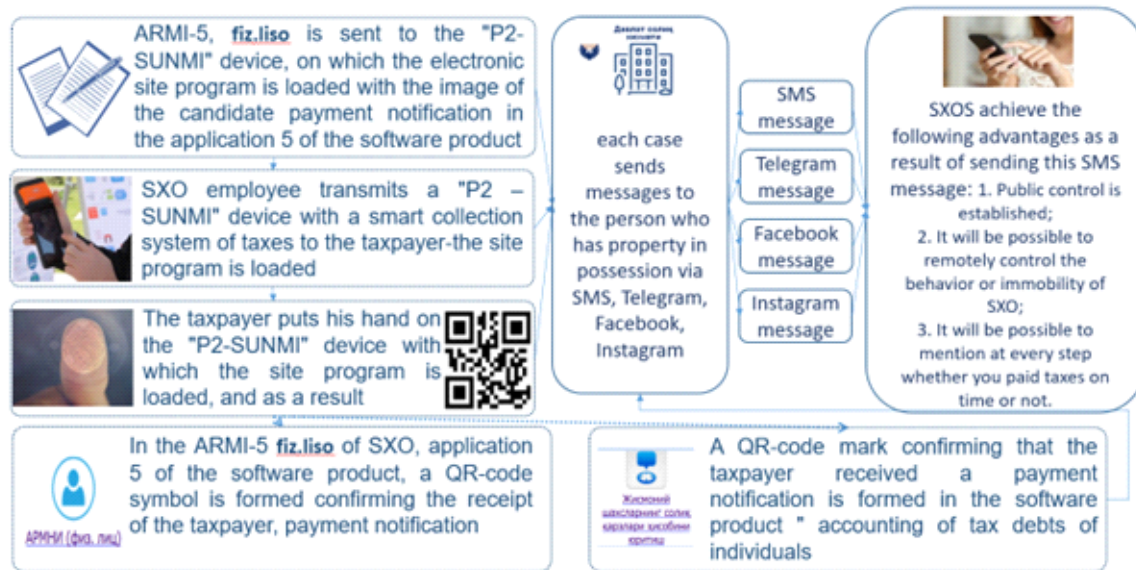 ARMI-5, fiz.liso is sent to the "P2-
SUNMI" device, on which the electronic
site program is loaded with the image of
the candidate payment notification in
the application 5 of the software product
SXO employee transmits a "P2 –
SUNMI" device with a smart collection
system of taxes to the taxpayer-the site
program is loaded
The taxpayer puts his hand on
the "P2-SUNMI" device with
which the site program is
loaded, and as a result
Давлат солиқ
хизмати
each case
sends
messages to
the person who
has property in
possession via
SMS, Telegram,
Facebook,
Instagram
SMS
message
Telegram
message
Facebook
message
Instagram
message
SXOS achieve the
following advantages as a
result of sending this SMS
message: 1. Public control is
established;
2. It will be possible to
remotely control the
behavior or immobility of
SXO;
3. It will be possible to
mention at every step
whether you paid taxes on
time or not.
In the ARMI-5 fiz.liso of SXO, application
5 of the software product, a QR-code
symbol is formed confirming the receipt
of the taxpayer, payment notification
АРМНИ (физ. лиц)
A QR-code mark confirming that the
taxpayer received a payment
notification is formed in the software
product " accounting of tax debts of
individuals
Жисмоний
шахсларнинг солиқ
қарзлари ҳисобини
юритиш